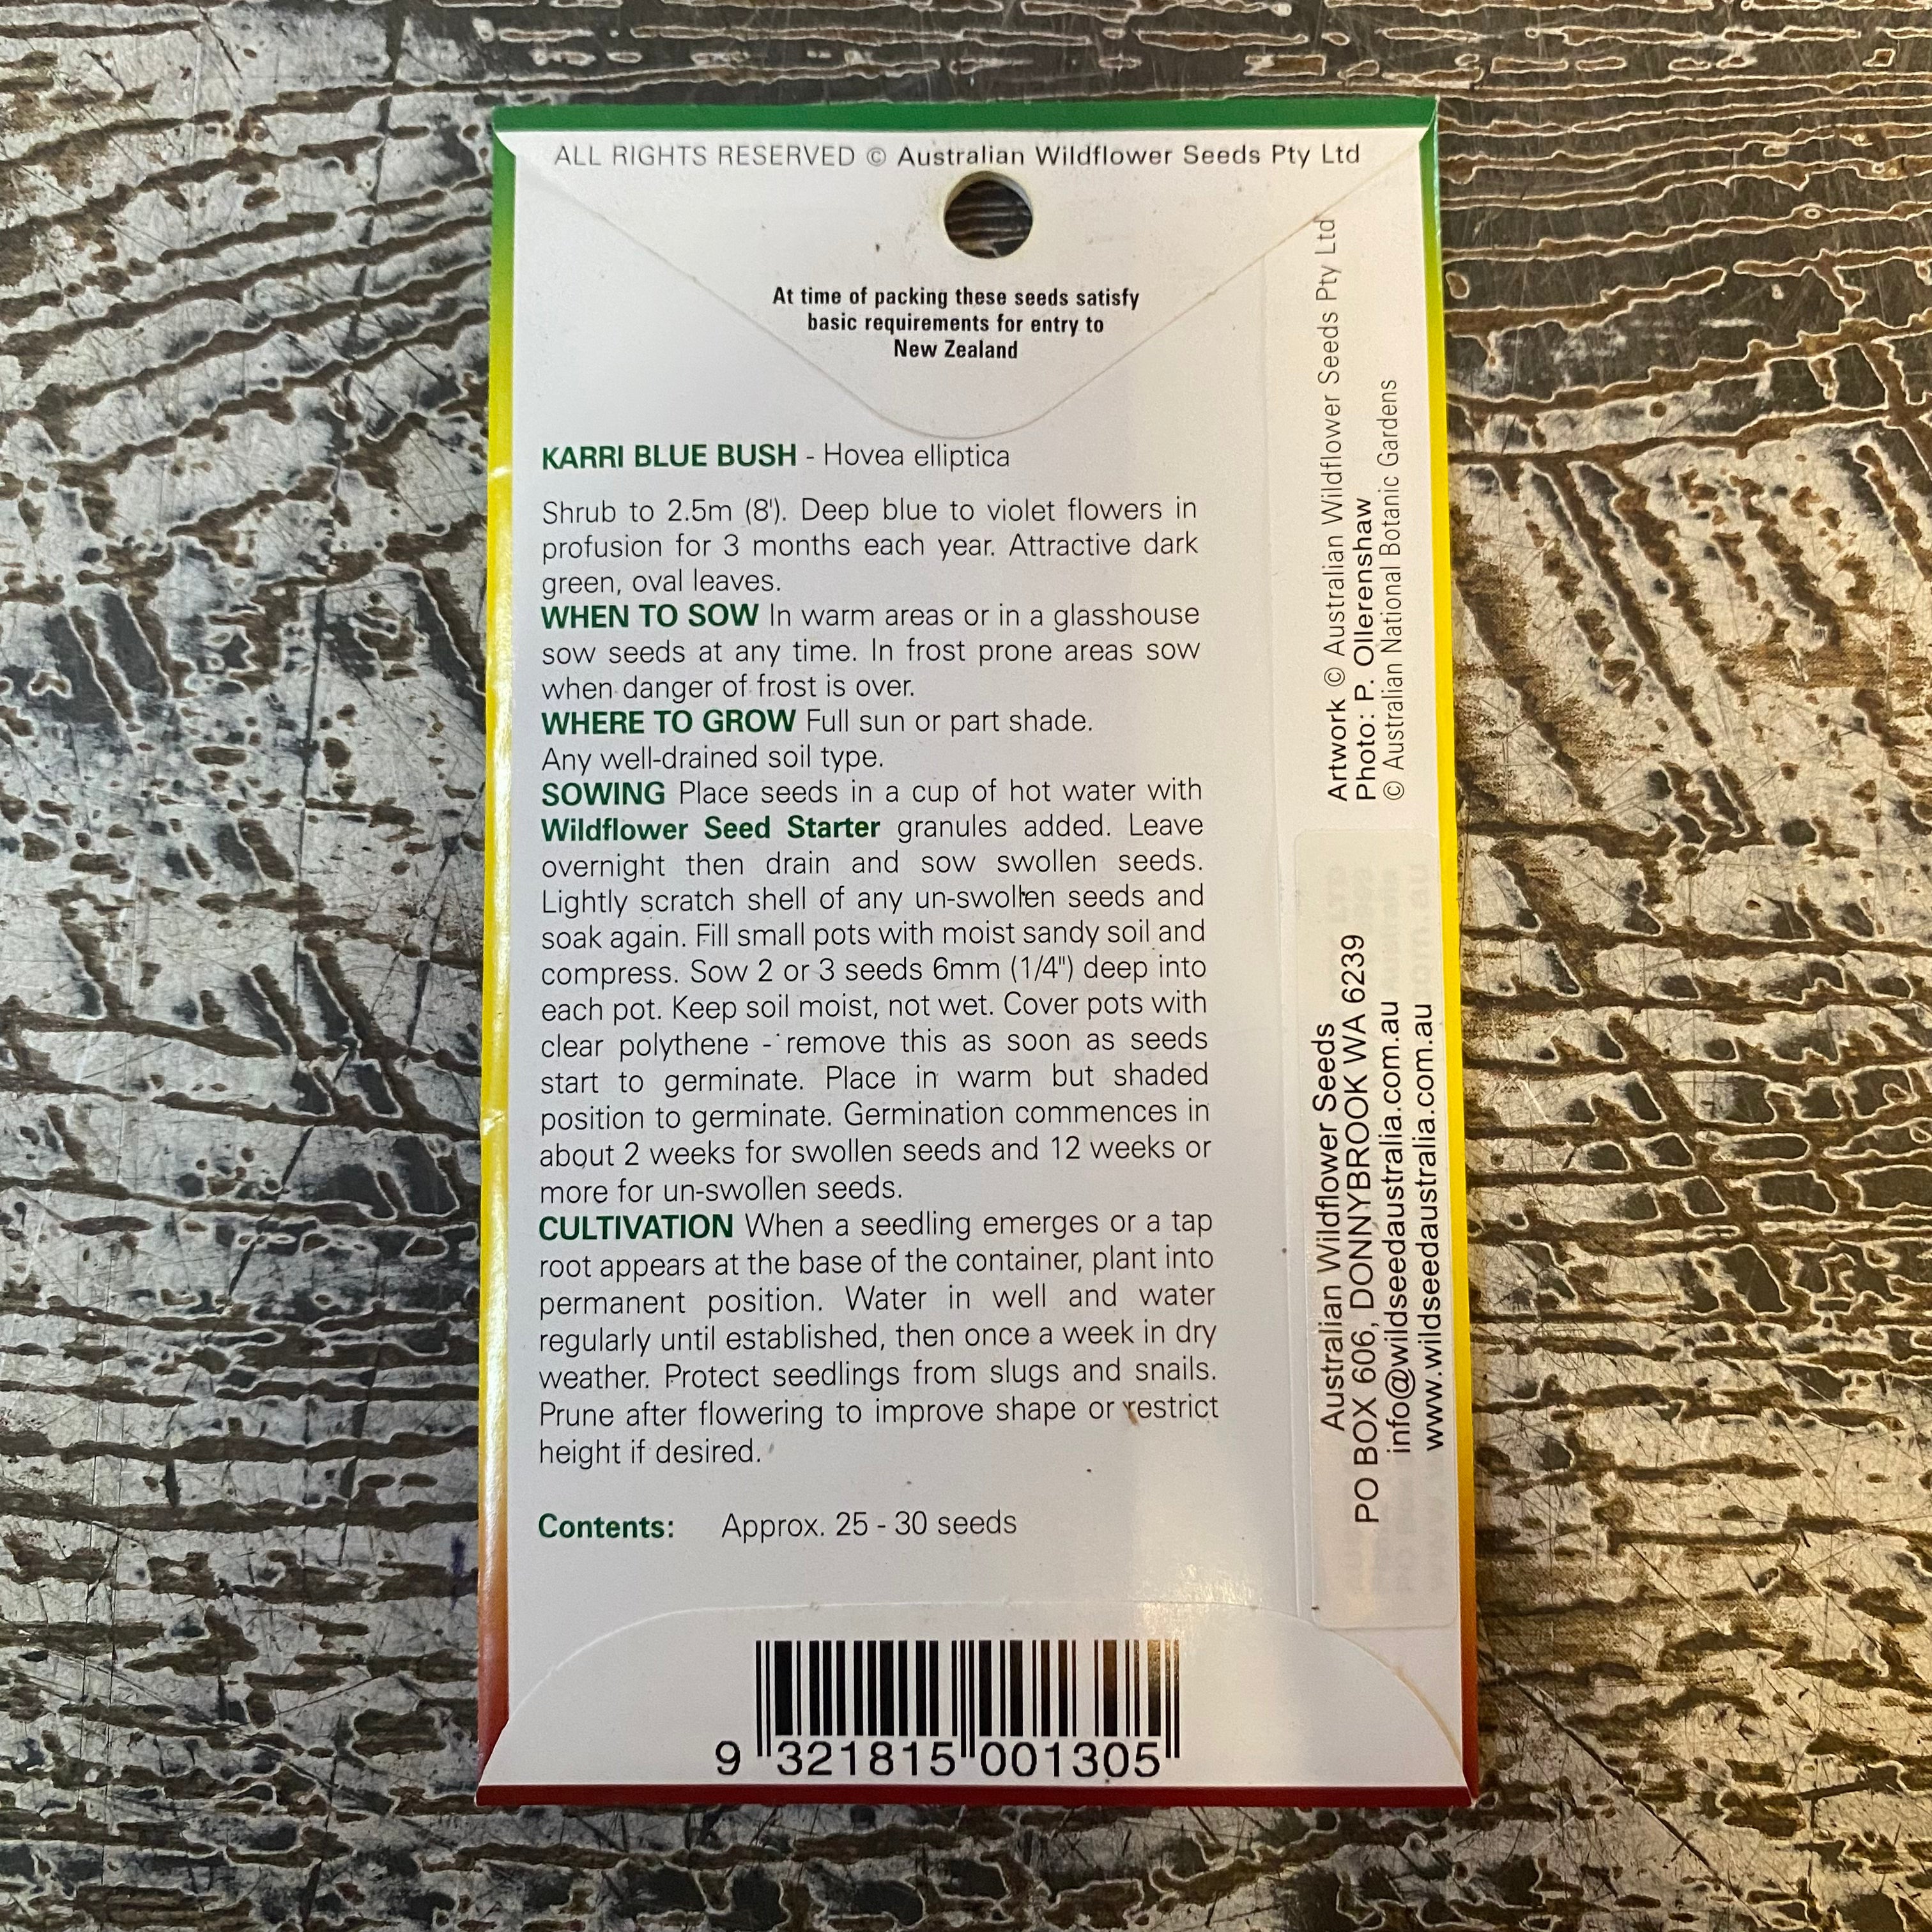 ALL RIGHTS RESERVED © Australian Wildflower Seeds Pty Ltd
At time of packing these seeds satisfy
basic requirements for entry to
New Zealand
KARRI BLUE BUSH - Hovea elliptica
Shrub to 2.5m (8'). Deep blue to violet flowers in
profusion for 3 months each year. Attractive dark
green, oval leaves.
WHEN TO SOW In warm areas or in a glasshouse
sow seeds at any time. In frost prone areas sow
when danger of frost is over.
WHERE TO GROW Full sun or part shade.
Any well-drained soil type.
SOWING Place seeds in a cup of hot water with
Wildflower Seed Starter granules added. Leave
overnight then drain and sow swollen seeds.
Lightly scratch shell of any un-swollen seeds and
soak again. Fill small pots with moist sandy soil and
compress. Sow 2 or 3 seeds 6mm (1/4") deep into
each pot. Keep soil moist, not wet. Cover pots with
clear polythene - remove this as soon as seeds
start to germinate. Place in warm but shaded
position to germinate. Germination commences in
about 2 weeks for swollen seeds and 12 weeks or
more for un-swollen seeds.
CULTIVATION When a seedling emerges or a tap
root appears at the base of the container, plant into
permanent position. Water in well and water
regularly until established, then once a week in dry
weather. Protect seedlings from slugs and snails.
Prune after flowering to improve shape or restrict
height if desired.
Contents: Approx. 25 - 30 seeds
9 321815 001305
Artwork © Australian Wildflower Seeds Pty Ltd
Photo: P. Ollerenshaw
© Australian National Botanic Gardens
Australian Wildflower Seeds
PO BOX 606, DONNYBROOK WA 6239
info@wildseedaustralia.com.au
www.wildseedaustralia.com.au